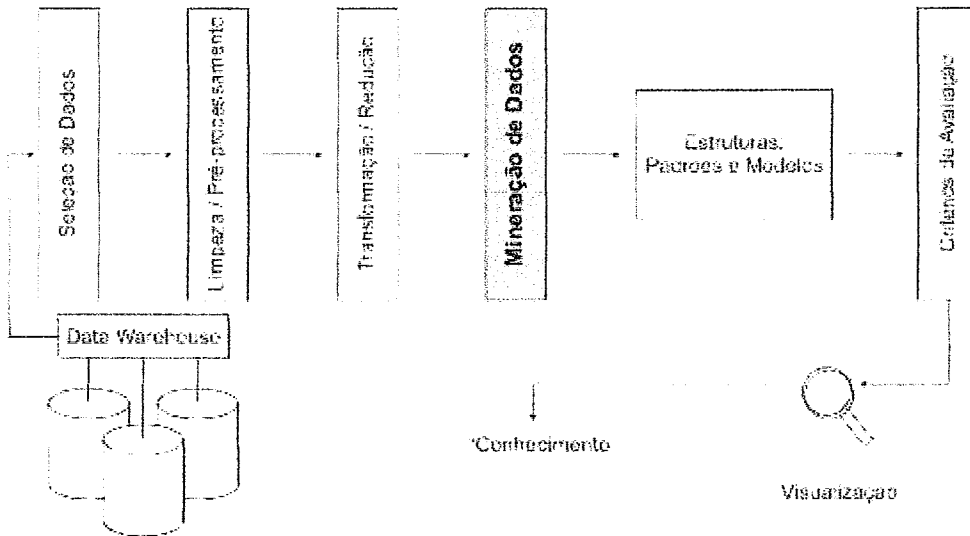 Seleção de Dados
Limpeza / Pré-processamento
Transformação / Redução
Mineração de Dados
Estruturas,
Padrões e Modelos
Critérios de Avaliação
Data Warehouse
"Conhecimento
Visualização